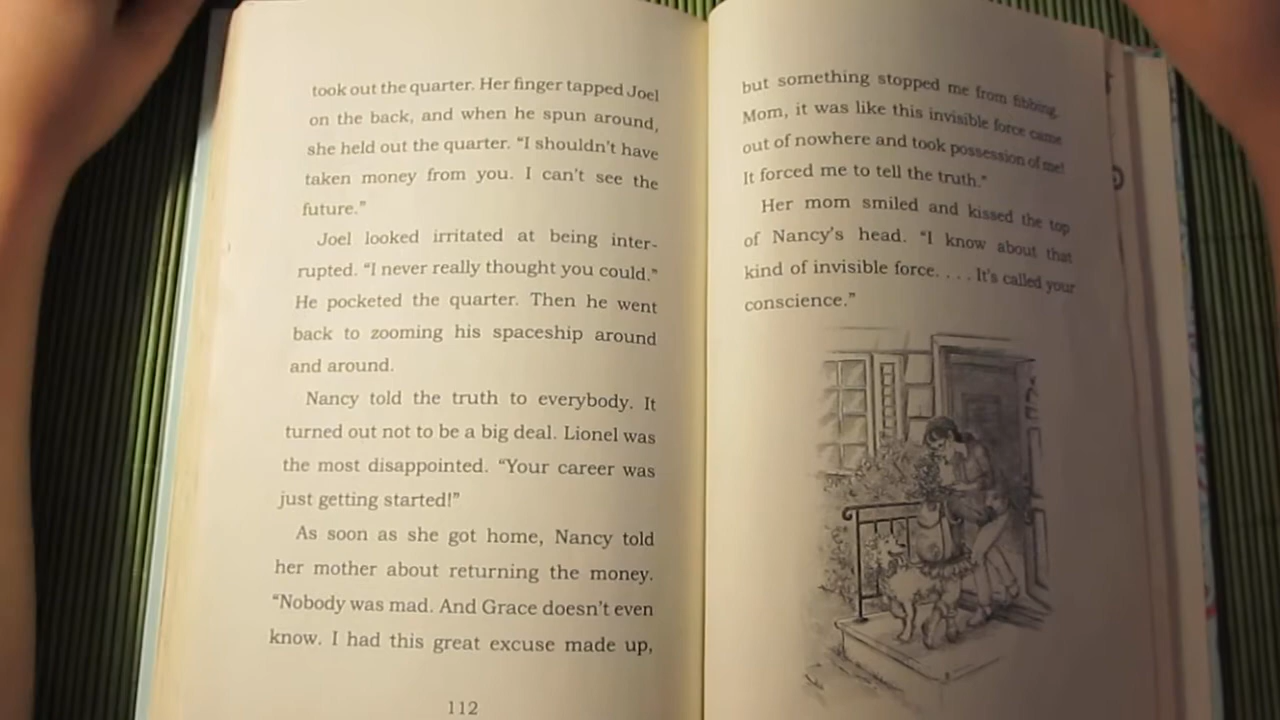 took out the quarter. Her finger tapped Joel
on the back, and when he spun around,
she held out the quarter. “I shouldn’t have
taken money from you. I can’t see the
future.”
Joel looked irritated at being inter-
rupted. “I never really thought you could.”
He pocketed the quarter. Then he went
back to zooming his spaceship around
and around.
Nancy told the truth to everybody. It
turned out not to be a big deal. Lionel was
the most disappointed. “Your career was
just getting started!”
As soon as she got home, Nancy told
her mother about returning the money.
“Nobody was mad. And Grace doesn’t even
know. I had this great excuse made up,
112
but something stopped me from fibbing.
Mom, it was like this invisible force came
out of nowhere and took possession of me!
It forced me to tell the truth.”
Her mom smiled and kissed the top
of Nancy’s head. “I know about that
kind of invisible force. . . . It’s called your
conscience.”